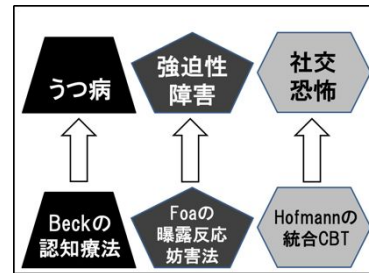 うつ病
強迫性
障害
社交
恐怖
Beckの
認知療法
Foaの
曝露反応
妨害法
Hofmannの
統合CBT